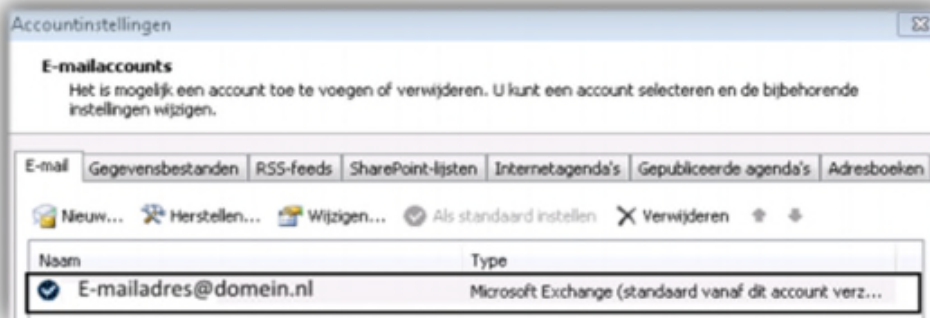 Accountinstellingen
E-mailaccounts
Het is mogelijk een account toe te voegen of verwijderen. U kunt een account selecteren en de bijbehorende
instellingen wijzigen.
E-mail Gegevensbestanden RSS-feeds SharePoint-lijsten Internetagenda's Gepubliceerde agenda's Adresboeken
Nieuw... Herstellen... Wijzigen... Als standaard instellen Verwijderen
Naam Type
E-mailadres@domein.nl Microsoft Exchange (standaard vanaf dit account verz...